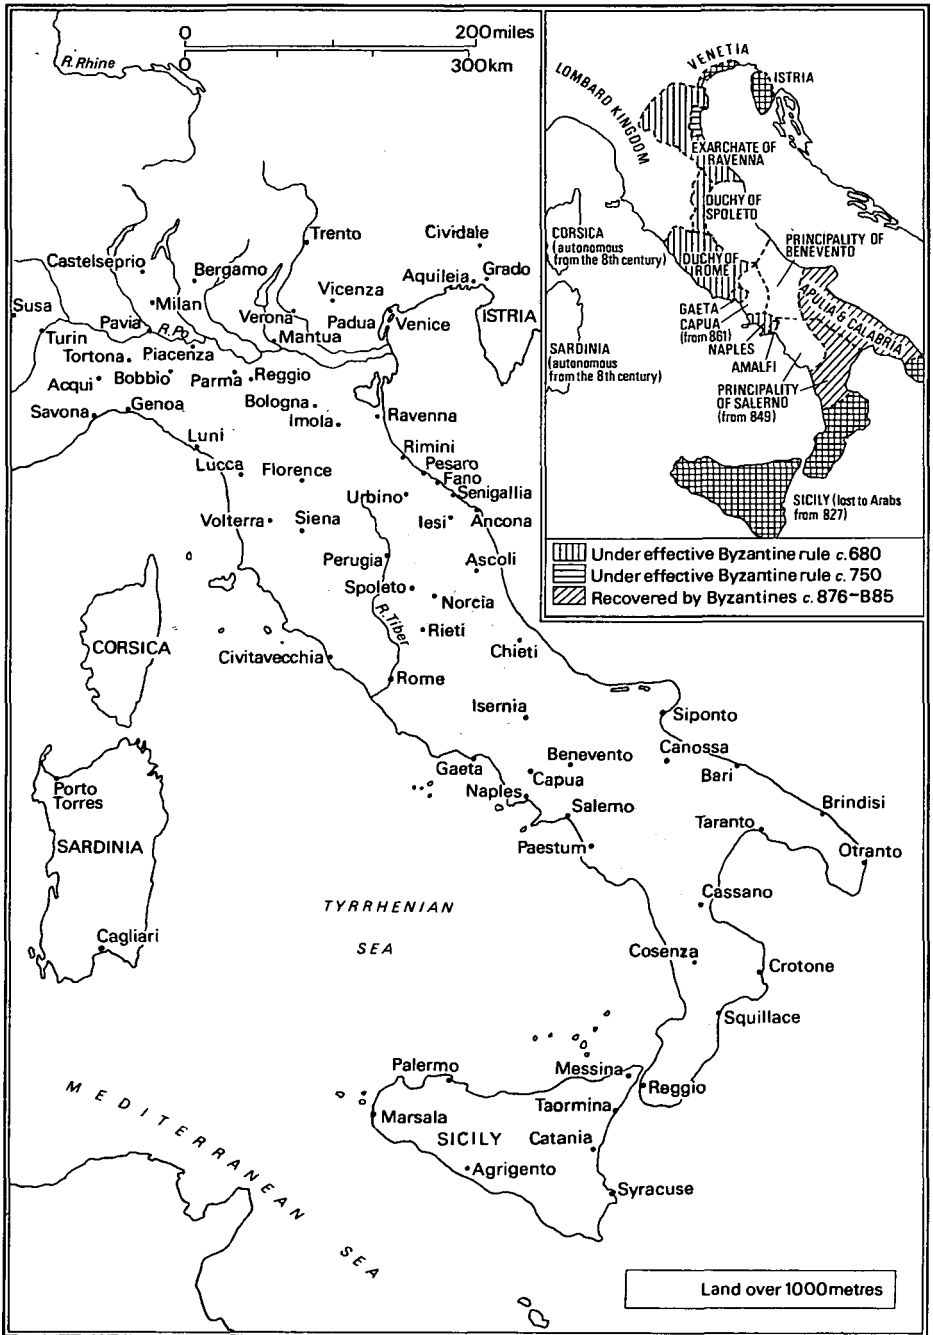 0
200miles
0
300km
R.Rhine
Trento
Cividale
Castelseprio
Bergamo
Aquileia
Grado
Vicenza
Susa
Milan
Verona
Padua
Venice
ISTRIA
Pavia
R.Po
Mantua
Turin
Tortona
Piacenza
Acqui
Bobbio
Parma
Reggio
Savona
Genoa
Bologna
Imola
Ravenna
Luni
Rimini
Lucca
Florence
Pesaro
Fano
Urbino
Senigallia
Volterra
Siena
Iesi
Ancona
Perugia
Ascoli
Spoleto
Norcia
R.Tiber
Rieti
CORSICA
Civitavecchia
Chieti
Rome
Isernia
Siponto
Canossa
Gaeta
Benevento
Capua
Bari
Porto
Torres
Naples
Salerno
Brindisi
Taranto
SARDINIA
Paestum
Otranto
Cassano
TYRRHENIAN
SEA
Cagliari
Cosenza
Crotone
Squillace
Palermo
Messina
Reggio
Marsala
Taormina
SICILY
Catania
Agrigento
Syracuse
MEDITERRANEAN
SEA
Land over 1000metres
VENETIA
ISTRIA
LOMBARD KINGDOM
EXARCHATE OF
RAVENNA
DUCHY OF
SPOLETO
CORSICA
(autonomous
from the 8th century)
PRINCIPALITY OF
BENEVENTO
DUCHY OF
ROME
APULIA & CALABRIA
GAETA
CAPUA
(from 861)
NAPLES
AMALFI
SARDINIA
(autonomous
from the 8th century)
PRINCIPALITY
OF SALERNO
(from 849)
SICILY (lost to Arabs
from 827)
Under effective Byzantine rule c.680
Under effective Byzantine rule c.750
Recovered by Byzantines c.876–B85